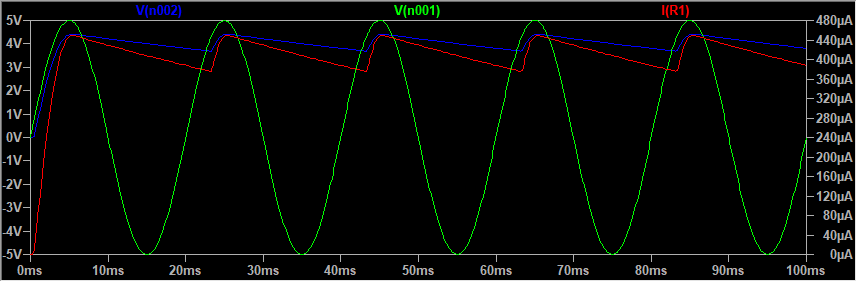 V(n002) V(n001) I(R1)
5V 480µA
4V 440µA
3V 400µA
2V 360µA
1V 320µA
0V 280µA
-1V 240µA
-2V 200µA
-3V 160µA
-4V 120µA
-5V 80µA
40µA
0µA
0ms 10ms 20ms 30ms 40ms 50ms 60ms 70ms 80ms 90ms 100ms